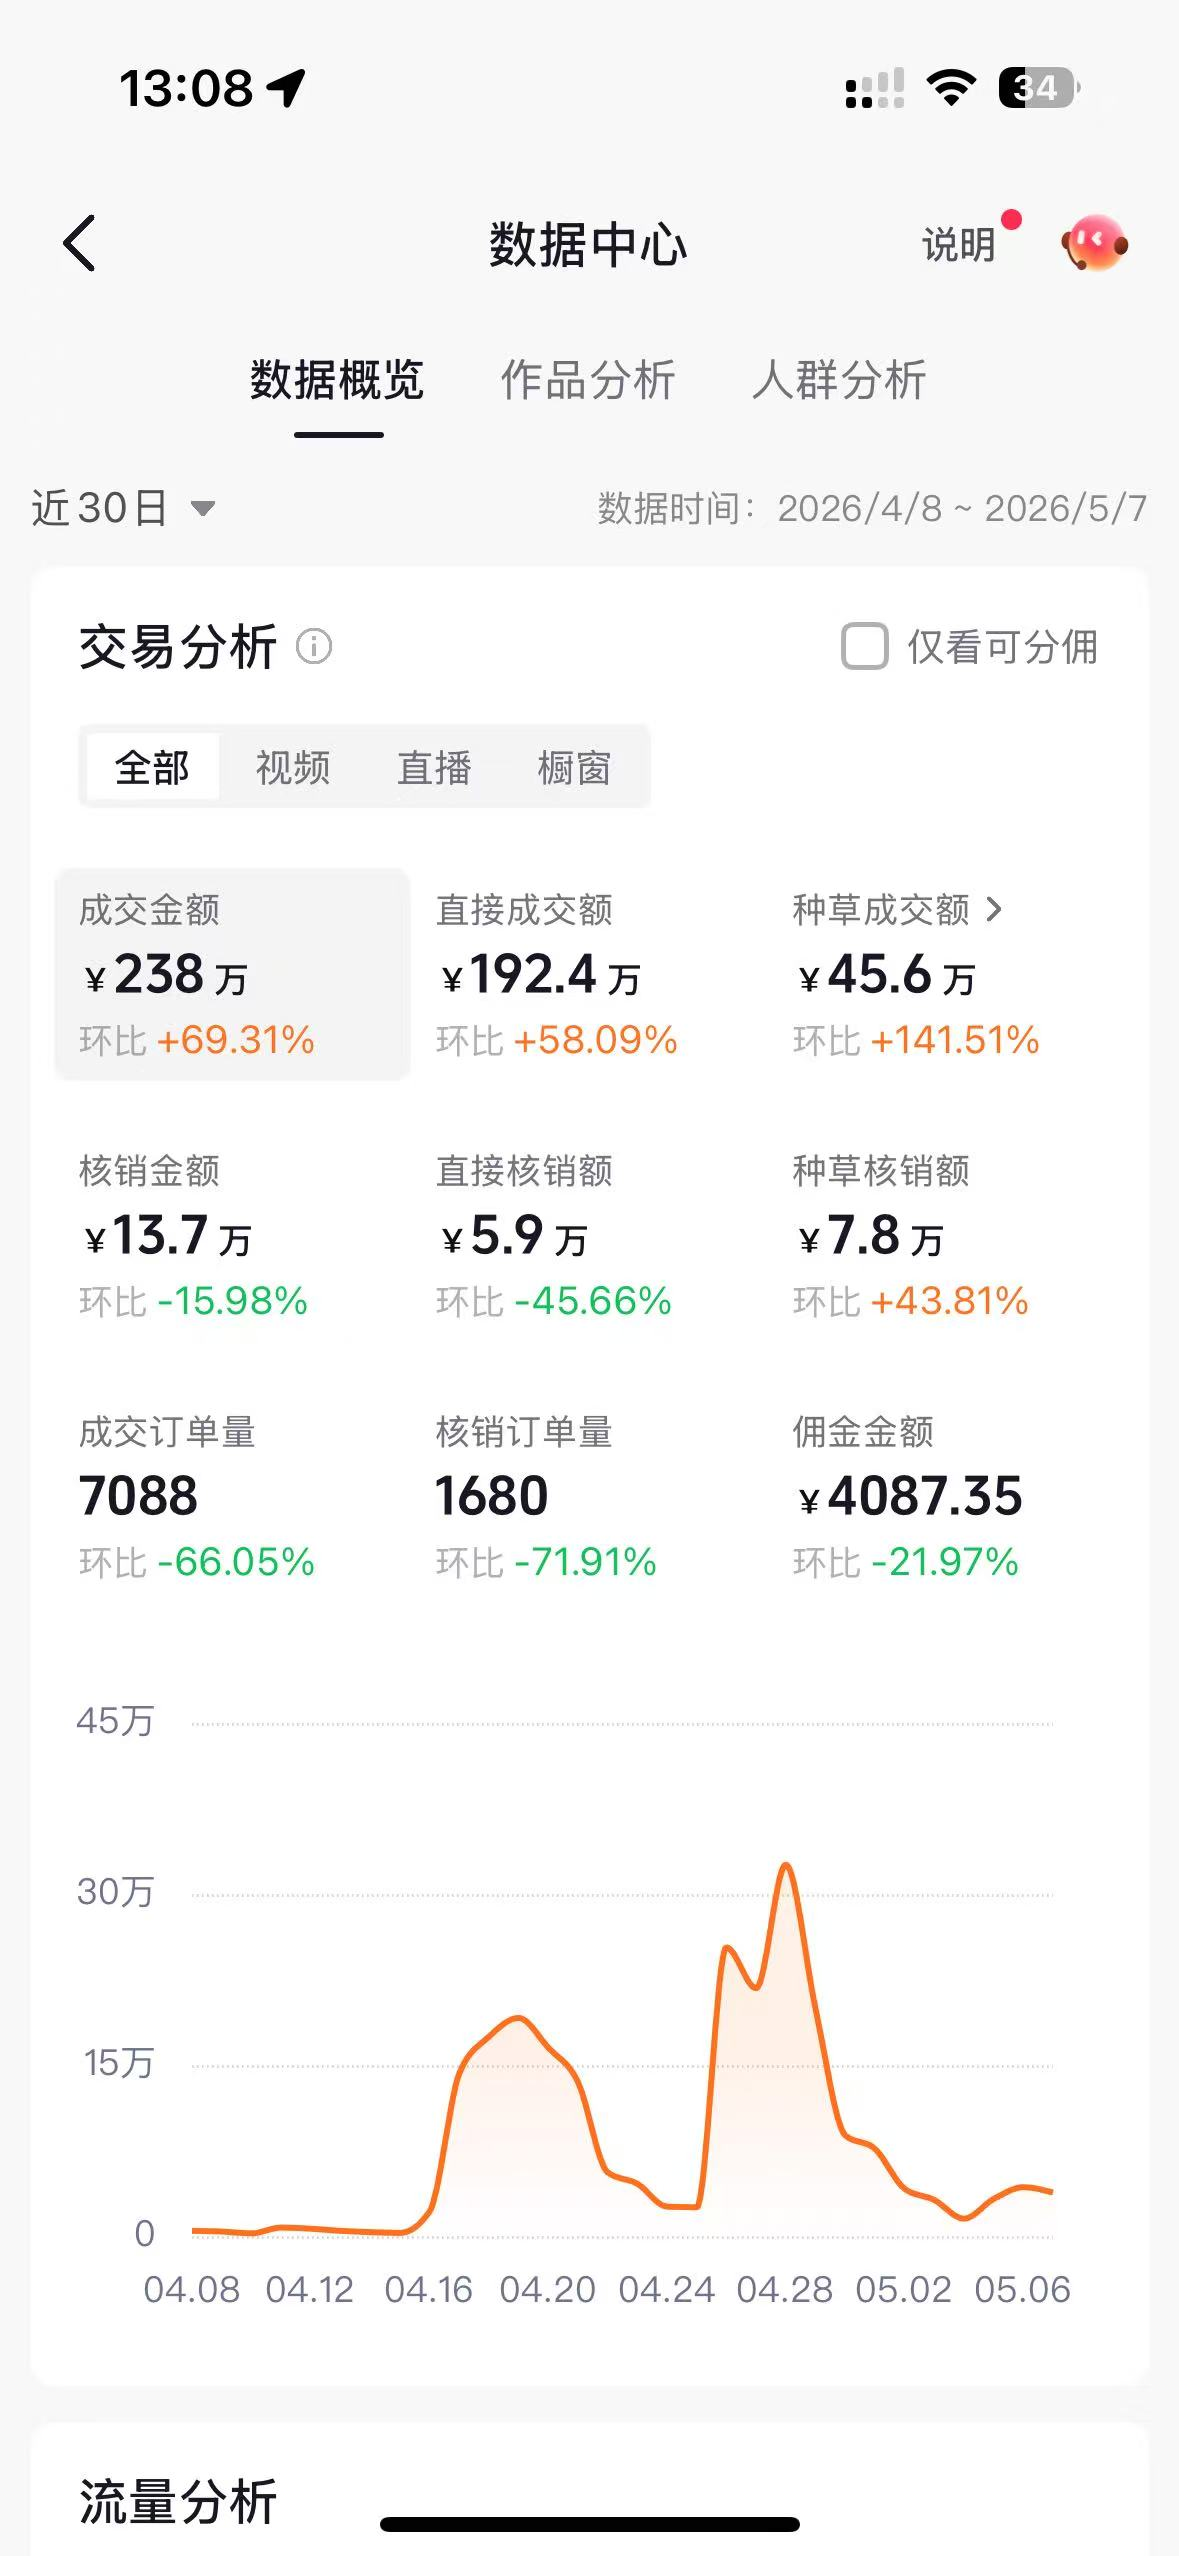 13:08
34
数据中心
说明
数据概览 作品分析 人群分析
近30日 数据时间：2026/4/8 ~ 2026/5/7
交易分析 仅看可分佣
全部 视频 直播 橱窗
成交金额 直接成交额 种草成交额
¥238万 ¥192.4万 ¥45.6万
环比 +69.31% 环比 +58.09% 环比 +141.51%
核销金额 直接核销额 种草核销额
¥13.7万 ¥5.9万 ¥7.8万
环比 -15.98% 环比 -45.66% 环比 +43.81%
成交订单量 核销订单量 佣金金额
7088 1680 ¥4087.35
环比 -66.05% 环比 -71.91% 环比 -21.97%
45万
30万
15万
0
04.08 04.12 04.16 04.20 04.24 04.28 05.02 05.06
流量分析